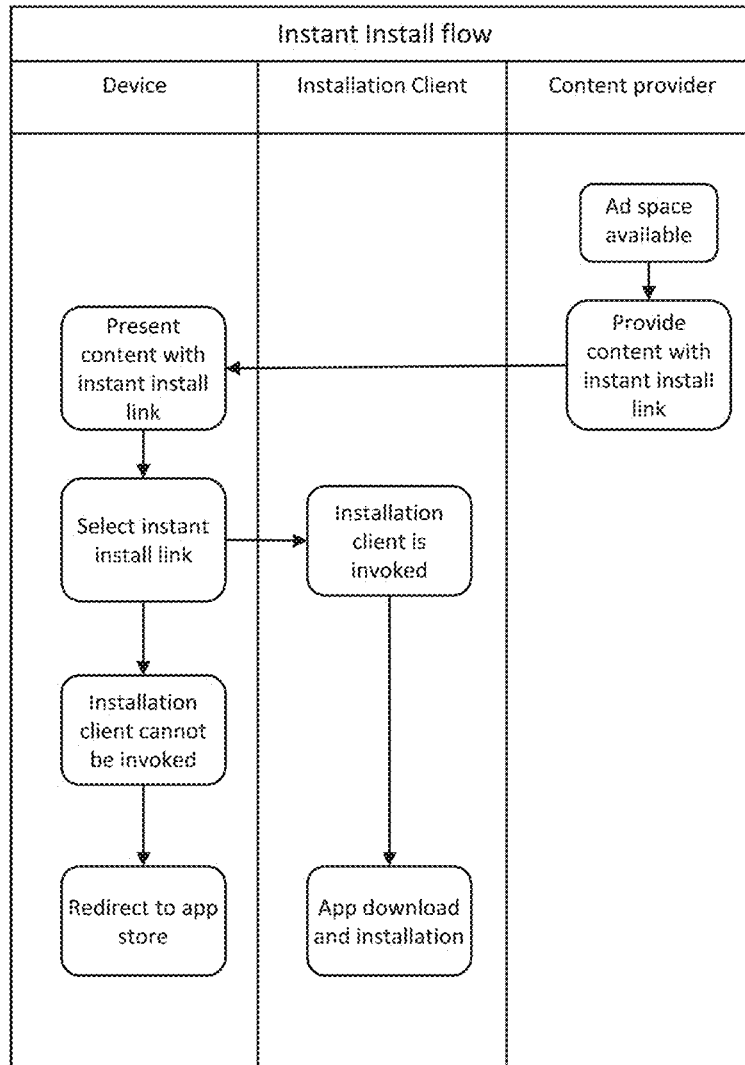 Instant Install flow
Device
Installation Client
Content provider
Ad space
available
Provide
content with
instant install
link
Present
content with
instant install
link
Select instant
install link
Installation
client is
invoked
Installation
client cannot
be invoked
Redirect to app
store
App download
and installation